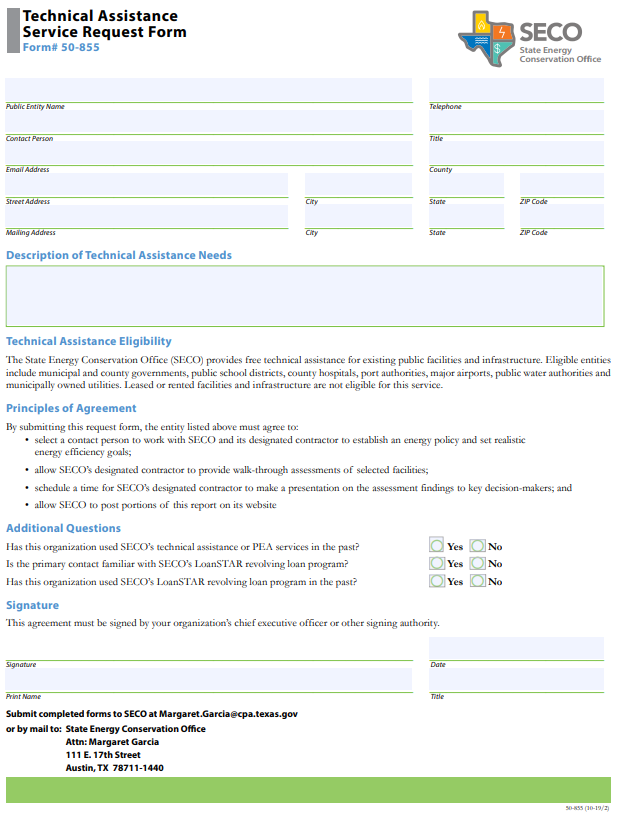 Technical Assistance
Service Request Form
Form# 50-855
SECO
State Energy
Conservation Office
Public Entity Name
Telephone
Contact Person
Title
Email Address
County
Street Address
City
State
ZIP Code
Mailing Address
City
State
ZIP Code
Description of Technical Assistance Needs
Technical Assistance Eligibility
The State Energy Conservation Office (SECO) provides free technical assistance for existing public facilities and infrastructure. Eligible entities
include municipal and county governments, public school districts, county hospitals, port authorities, major airports, public water authorities and
municipally owned utilities. Leased or rented facilities and infrastructure are not eligible for this service.
Principles of Agreement
By submitting this request form, the entity listed above must agree to:
• select a contact person to work with SECO and its designated contractor to establish an energy policy and set realistic
energy efficiency goals;
• allow SECO's designated contractor to provide walk-through assessments of selected facilities;
• schedule a time for SECO's designated contractor to make a presentation on the assessment findings to key decision-makers; and
• allow SECO to post portions of this report on its website
Additional Questions
Has this organization used SECO's technical assistance or PEA services in the past? Yes No
Is the primary contact familiar with SECO's LoanSTAR revolving loan program? Yes No
Has this organization used SECO's LoanSTAR revolving loan program in the past? Yes No
Signature
This agreement must be signed by your organization's chief executive officer or other signing authority.
Signature
Date
Print Name
Title
Submit completed forms to SECO at Margaret.Garcia@cpa.texas.gov
or by mail to: State Energy Conservation Office
Attn: Margaret Garcia
111 E. 17th Street
Austin, TX 78711-1440
50-855 (10-19/2)